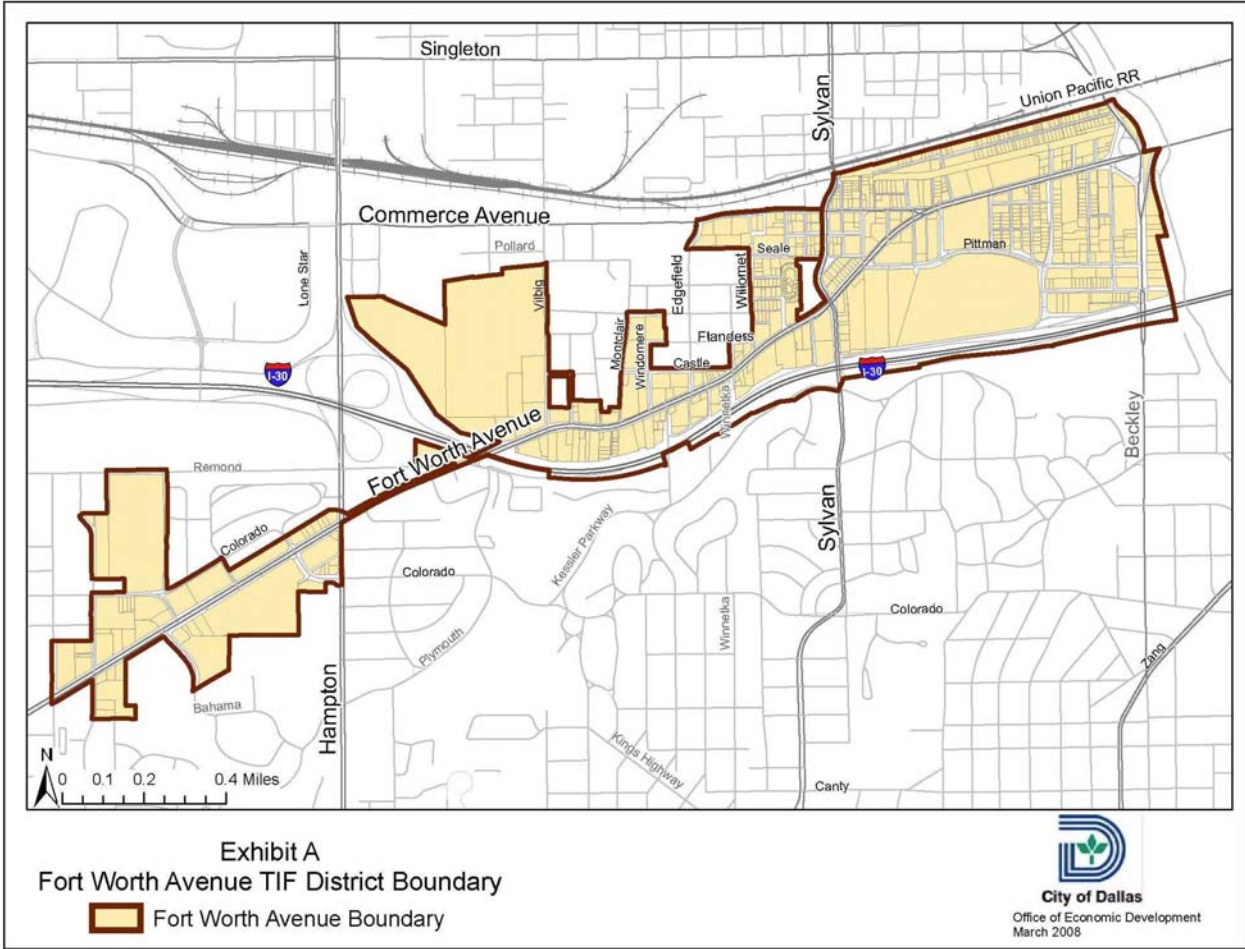 Singleton
Union Pacific RR
Sylvan
Commerce Avenue
Pollard
Seale
Pittman
Lone Star
Vilbig
Edgefield
Willomet
Montclair
Windomere
Flanders
Castle
I-30
I-30
Winnetka
Fort Worth Avenue
Beckley
Remond
Colorado
Sylvan
Kessler Parkway
Colorado
Colorado
Winnetka
Plymouth
Zang
Bahama
Hampton
Kings Highway
Canty
N
0 0.1 0.2 0.4 Miles
Exhibit A
Fort Worth Avenue TIF District Boundary
Fort Worth Avenue Boundary
City of Dallas
Office of Economic Development
March 2008